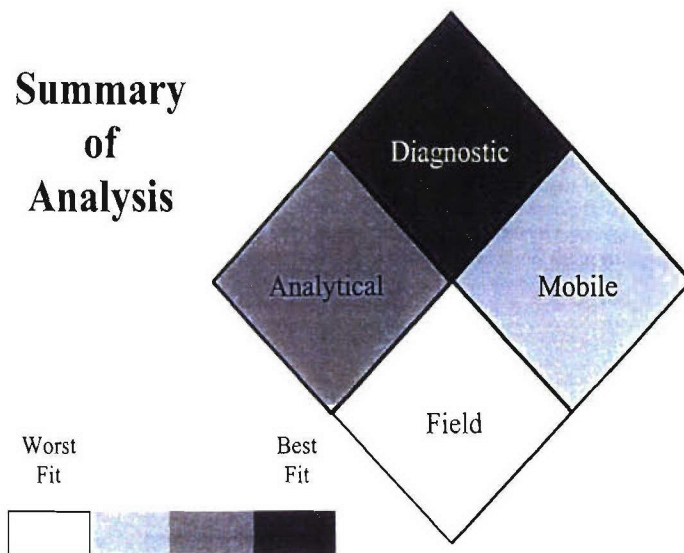 Summary
of
Analysis
Diagnostic
Analytical
Mobile
Field
Worst
Fit
Best
Fit